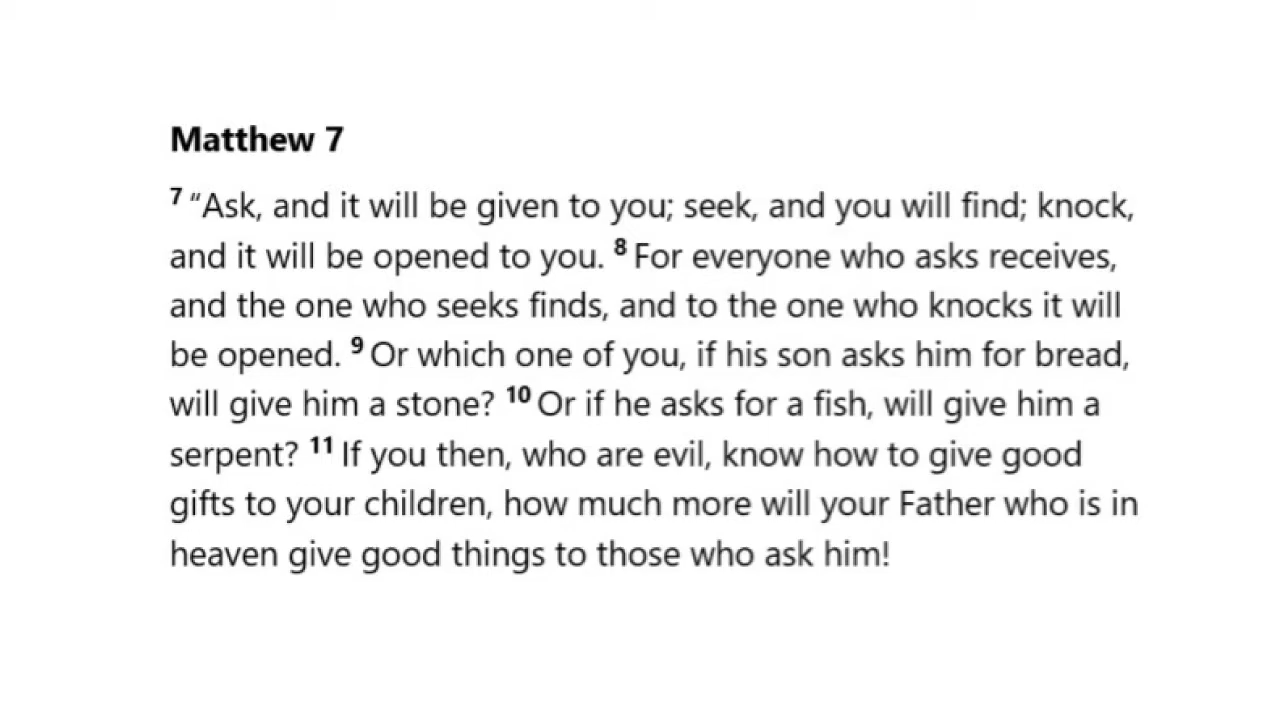 Matthew 7
7 “Ask, and it will be given to you; seek, and you will find; knock,
and it will be opened to you. 8 For everyone who asks receives,
and the one who seeks finds, and to the one who knocks it will
be opened. 9 Or which one of you, if his son asks him for bread,
will give him a stone? 10 Or if he asks for a fish, will give him a
serpent? 11 If you then, who are evil, know how to give good
gifts to your children, how much more will your Father who is in
heaven give good things to those who ask him!